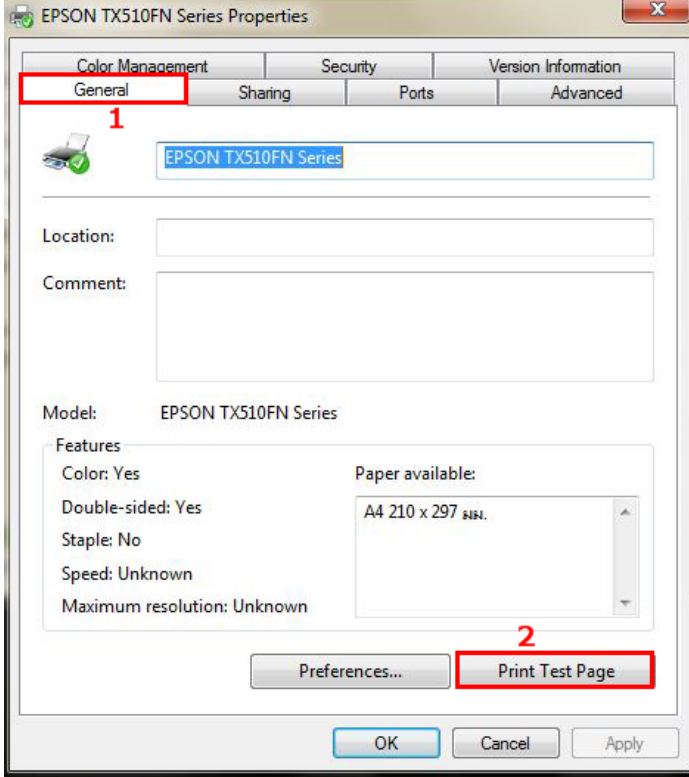 EPSON TX510FN Series Properties
x
Color Management Security Version Information
General Sharing Ports Advanced
1
EPSON TX510FN Series
Location:
Comment:
Model: EPSON TX510FN Series
Features
Color: Yes Paper available:
Double-sided: Yes A4 210 x 297 มม.
Staple: No
Speed: Unknown
Maximum resolution: Unknown
2
Preferences... Print Test Page
OK Cancel Apply